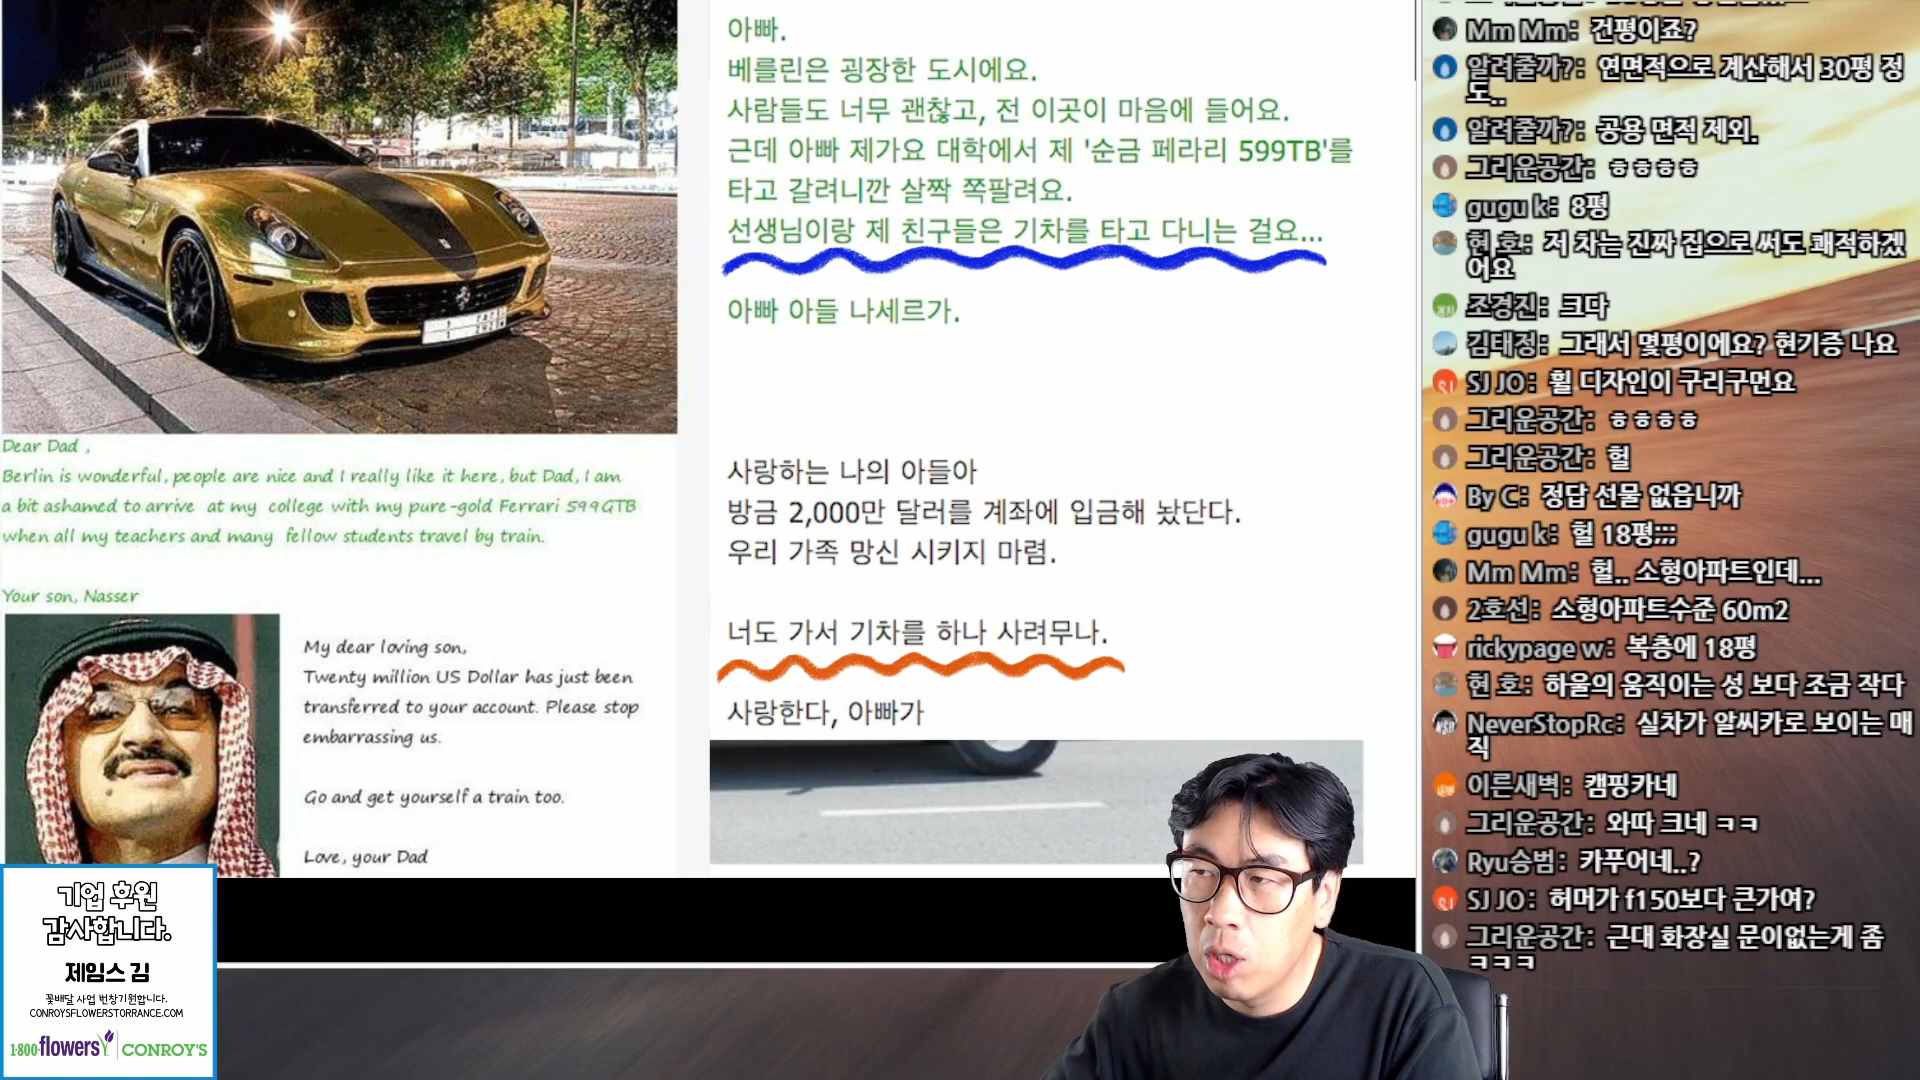 Dear Dad ,
Berlin is wonderful, people are nice and I really like it here, but Dad, I am
a bit ashamed to arrive at my college with my pure-gold Ferrari 599GTB
when all my teachers and many fellow students travel by train.
Your son, Nasser
My dear loving son,
Twenty million US Dollar has just been
transferred to your account. Please stop
embarrassing us.
Go and get yourself a train too.
Love, your Dad
아빠.
베를린은 굉장한 도시에요.
사람들도 너무 괜찮고, 전 이곳이 마음에 들어요.
근데 아빠 제가요 대학에서 제 '순금 페라리 599TB'를
타고 갈려니깐 살짝 쪽팔려요.
선생님이랑 제 친구들은 기차를 타고 다니는 걸요...
아빠 아들 나세르가.
사랑하는 나의 아들아
방금 2,000만 달러를 계좌에 입금해 놨단다.
우리 가족 망신 시키지 마렴.
너도 가서 기차를 하나 사려무나.
사랑한다, 아빠가
기업 후원
감사합니다.
제임스 김
꽃배달 사업 번창기원합니다.
CONROYSFLOWERSTORRANCE.COM
1·800·flowers CONROY'S
Mm Mm: 건평이죠?
알려줄까?: 연면적으로 계산해서 30평 정
도..
알려줄까?: 공용 면적 제외.
그리운공간: ㅎㅎㅎㅎ
gugu k: 8평
현 호: 저 차는 진짜 집으로 써도 쾌적하겠
어요
조경진: 크다
김태정: 그래서 몇평이에요? 현기증 나요
SJ JO: 휠 디자인이 구리구먼요
그리운공간: ㅎㅎㅎㅎ
그리운공간: 헐
By C: 정답 선물 없읍니까
gugu k: 헐 18평;;;
Mm Mm: 헐.. 소형아파트인데...
2호선: 소형아파트수준 60m2
rickypage w: 복층에 18평
현 호: 하울의 움직이는 성 보다 조금 작다
NeverStopRc: 실차가 알씨카로 보이는 매
직
이른새벽: 캠핑카네
그리운공간: 와따 크네 ㅋㅋ
Ryu승범: 카푸어네..?
SJ JO: 허머가 f150보다 큰가여?
그리운공간: 근대 화장실 문이없는게 좀
ㅋㅋㅋ